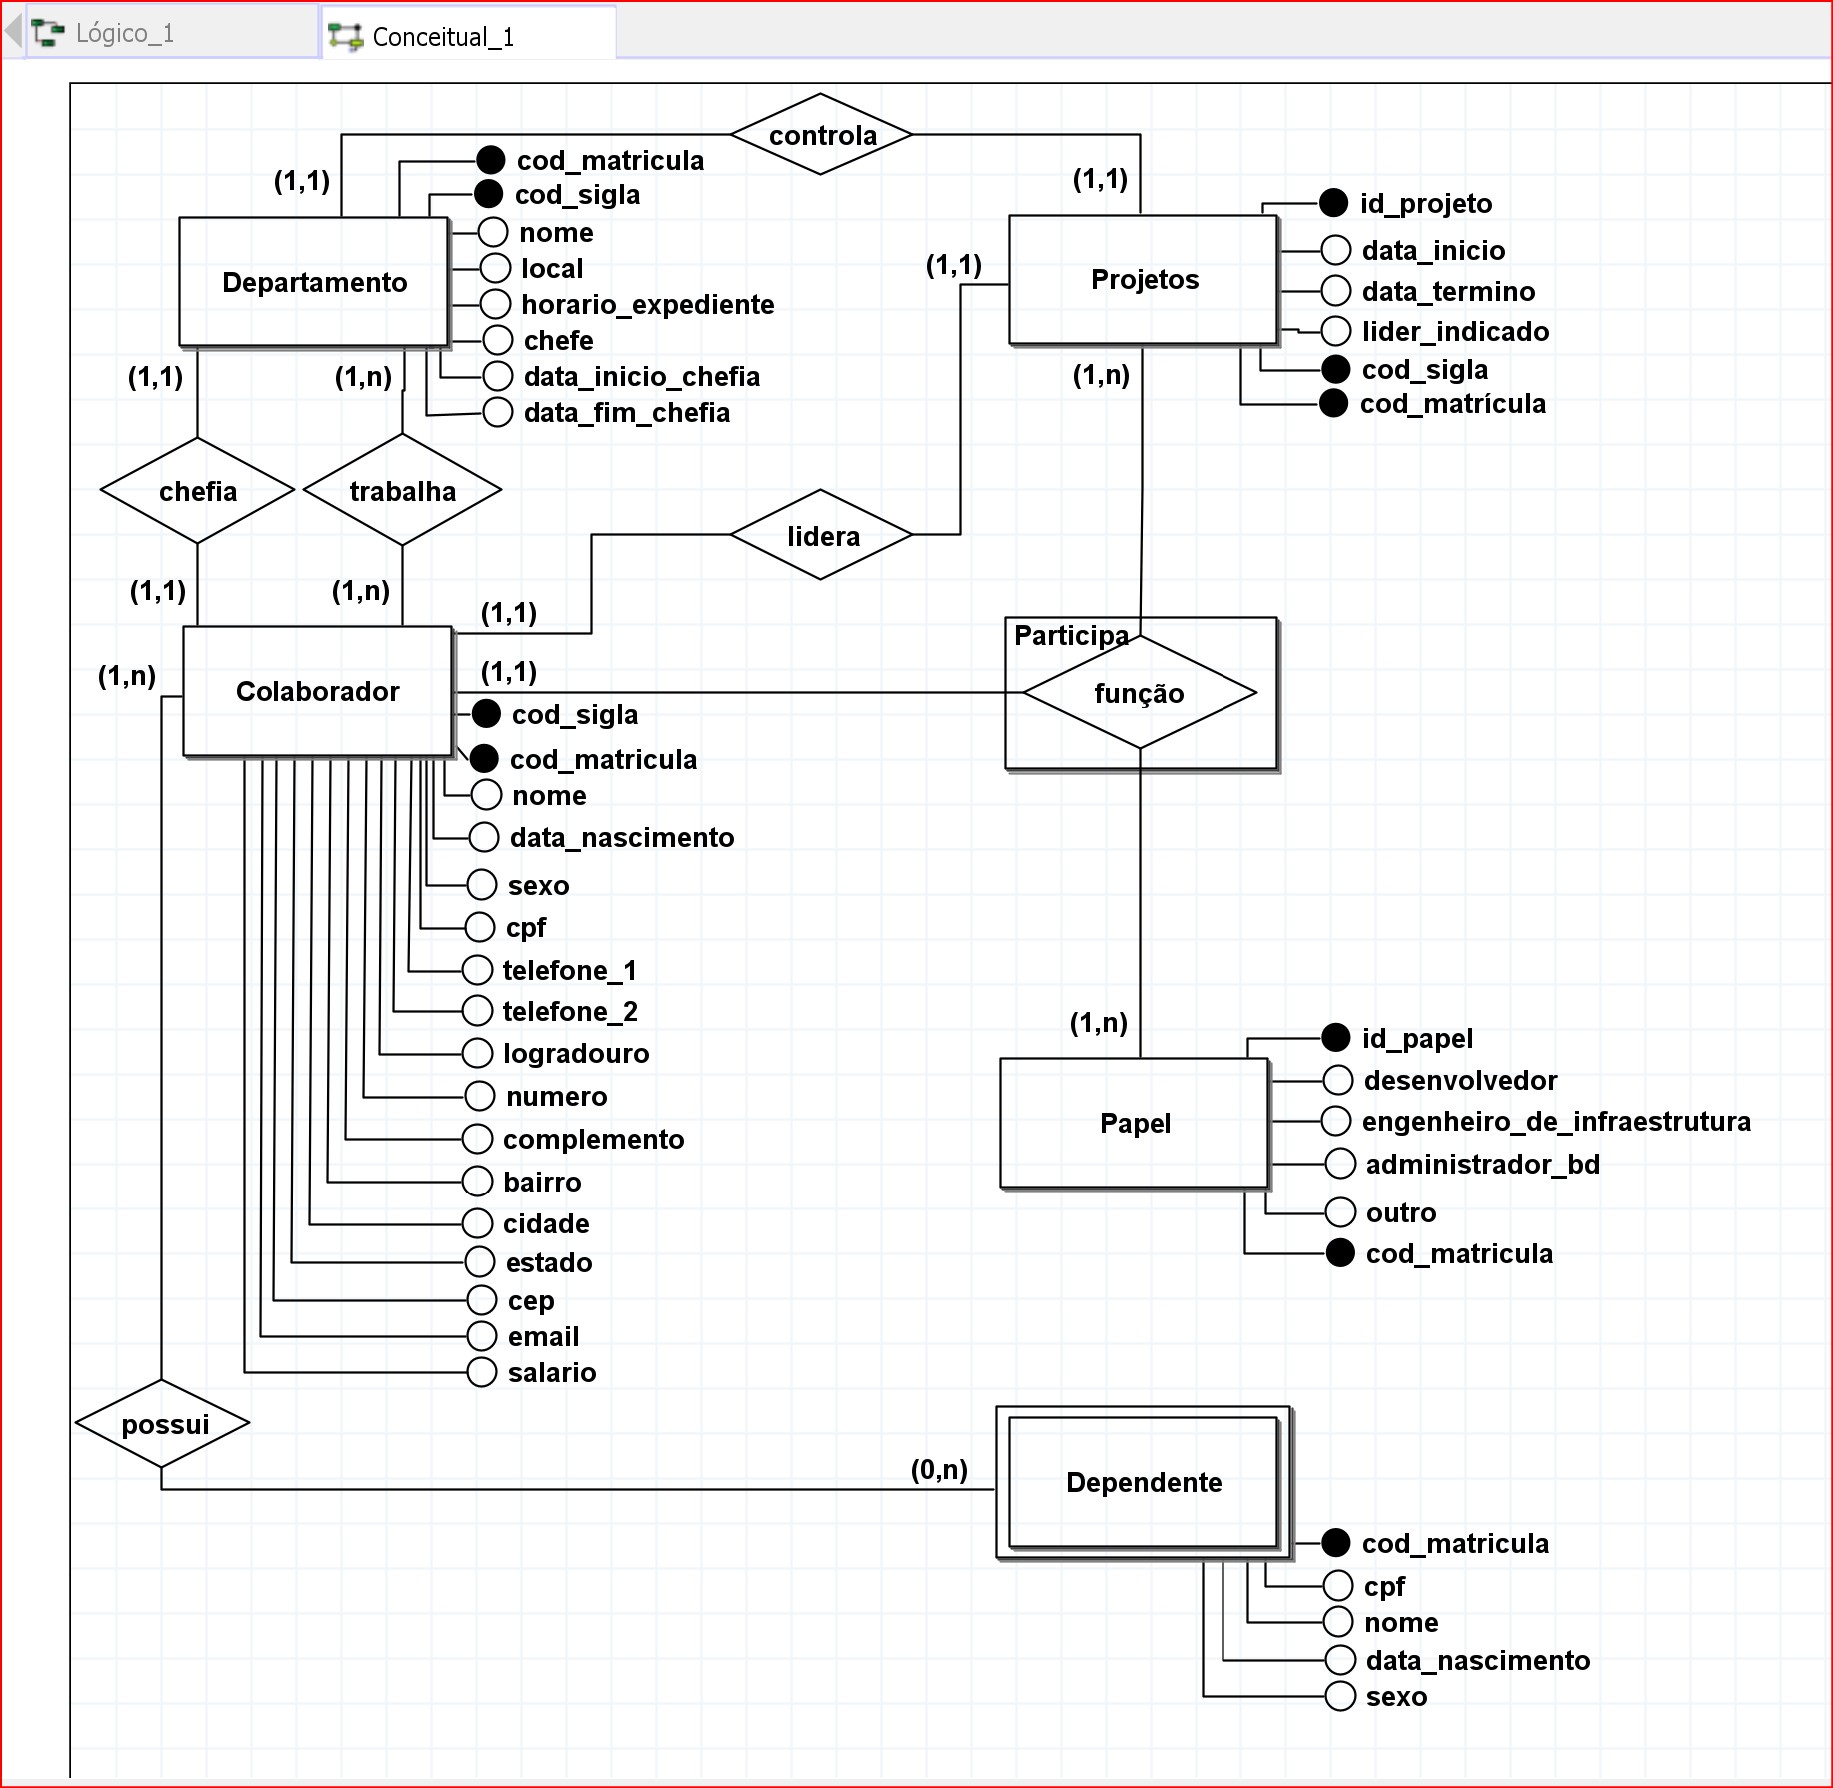 Lógico_1
Conceitual_1
controla
(1,1)
cod_matricula
cod_sigla
nome
local
horario_expediente
chefe
data_inicio_chefia
data_fim_chefia
Departamento
(1,1)
(1,n)
(1,1)
(1,1)
Projetos
id_projeto
data_inicio
data_termino
lider_indicado
cod_sigla
cod_matrícula
(1,n)
chefia
trabalha
lidera
(1,1)
(1,n)
(1,1)
(1,1)
(1,n)
Colaborador
Participa
função
cod_sigla
cod_matricula
nome
data_nascimento
sexo
cpf
telefone_1
telefone_2
logradouro
numero
complemento
bairro
cidade
estado
cep
email
salario
(1,n)
Papel
id_papel
desenvolvedor
engenheiro_de_infraestrutura
administrador_bd
outro
cod_matricula
possui
(0,n)
Dependente
cod_matricula
cpf
nome
data_nascimento
sexo